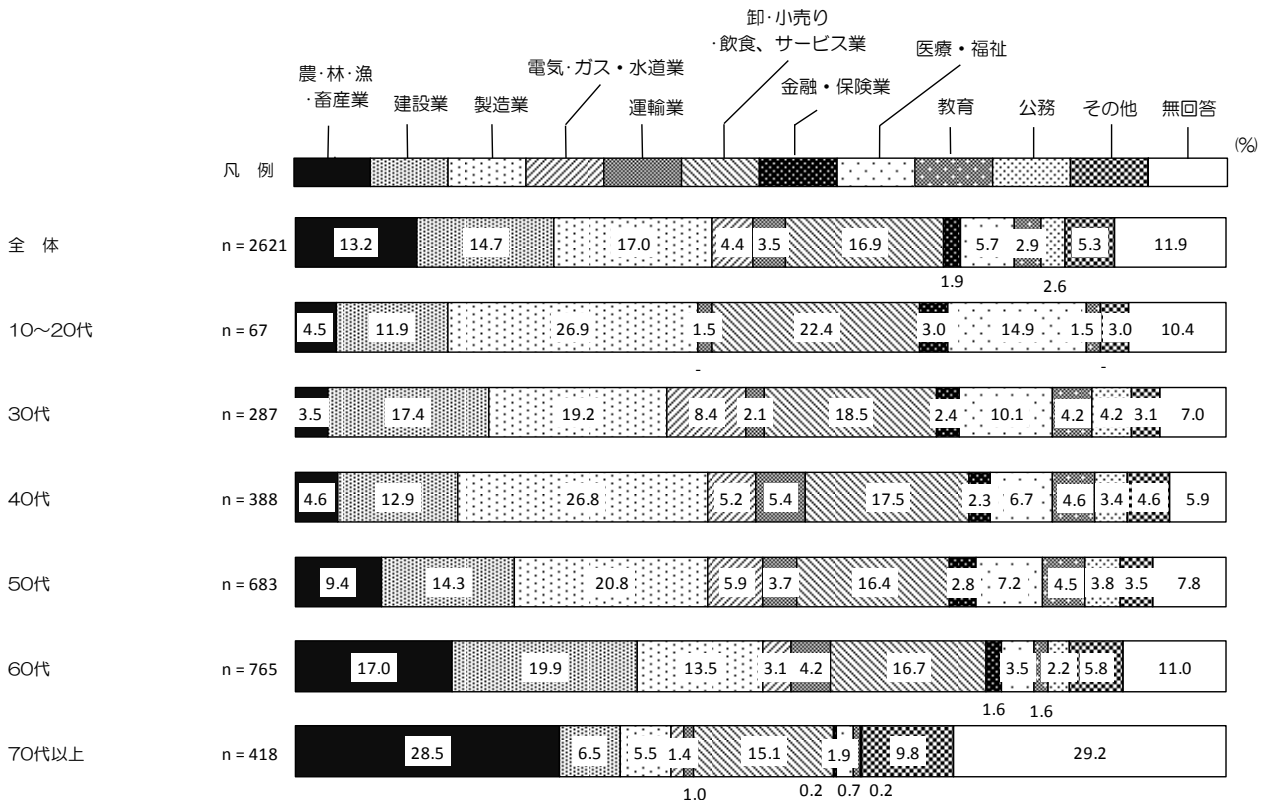 卸・小売り
・飲食、サービス業
医療・福祉
電気・ガス・水道業
農・林・漁
・畜産業
金融・保険業
建設業
製造業
運輸業
教育
公務
その他
無回答
(%)
凡 例
全 体 n = 2621 13.2 14.7 17.0 4.4 3.5 16.9 5.7 2.9 5.3 11.9
1.9 2.6
10～20代 n = 67 4.5 11.9 26.9 1.5 22.4 3.0 14.9 1.5 3.0 10.4
- -
30代 n = 287 3.5 17.4 19.2 8.4 2.1 18.5 2.4 10.1 4.2 4.2 3.1 7.0
40代 n = 388 4.6 12.9 26.8 5.2 5.4 17.5 2.3 6.7 4.6 3.4 4.6 5.9
50代 n = 683 9.4 14.3 20.8 5.9 3.7 16.4 2.8 7.2 4.5 3.8 3.5 7.8
60代 n = 765 17.0 19.9 13.5 3.1 4.2 16.7 3.5 2.2 5.8 11.0
1.6 1.6
70代以上 n = 418 28.5 6.5 5.5 1.4 15.1 1.9 9.8 29.2
1.0 0.2 0.7 0.2